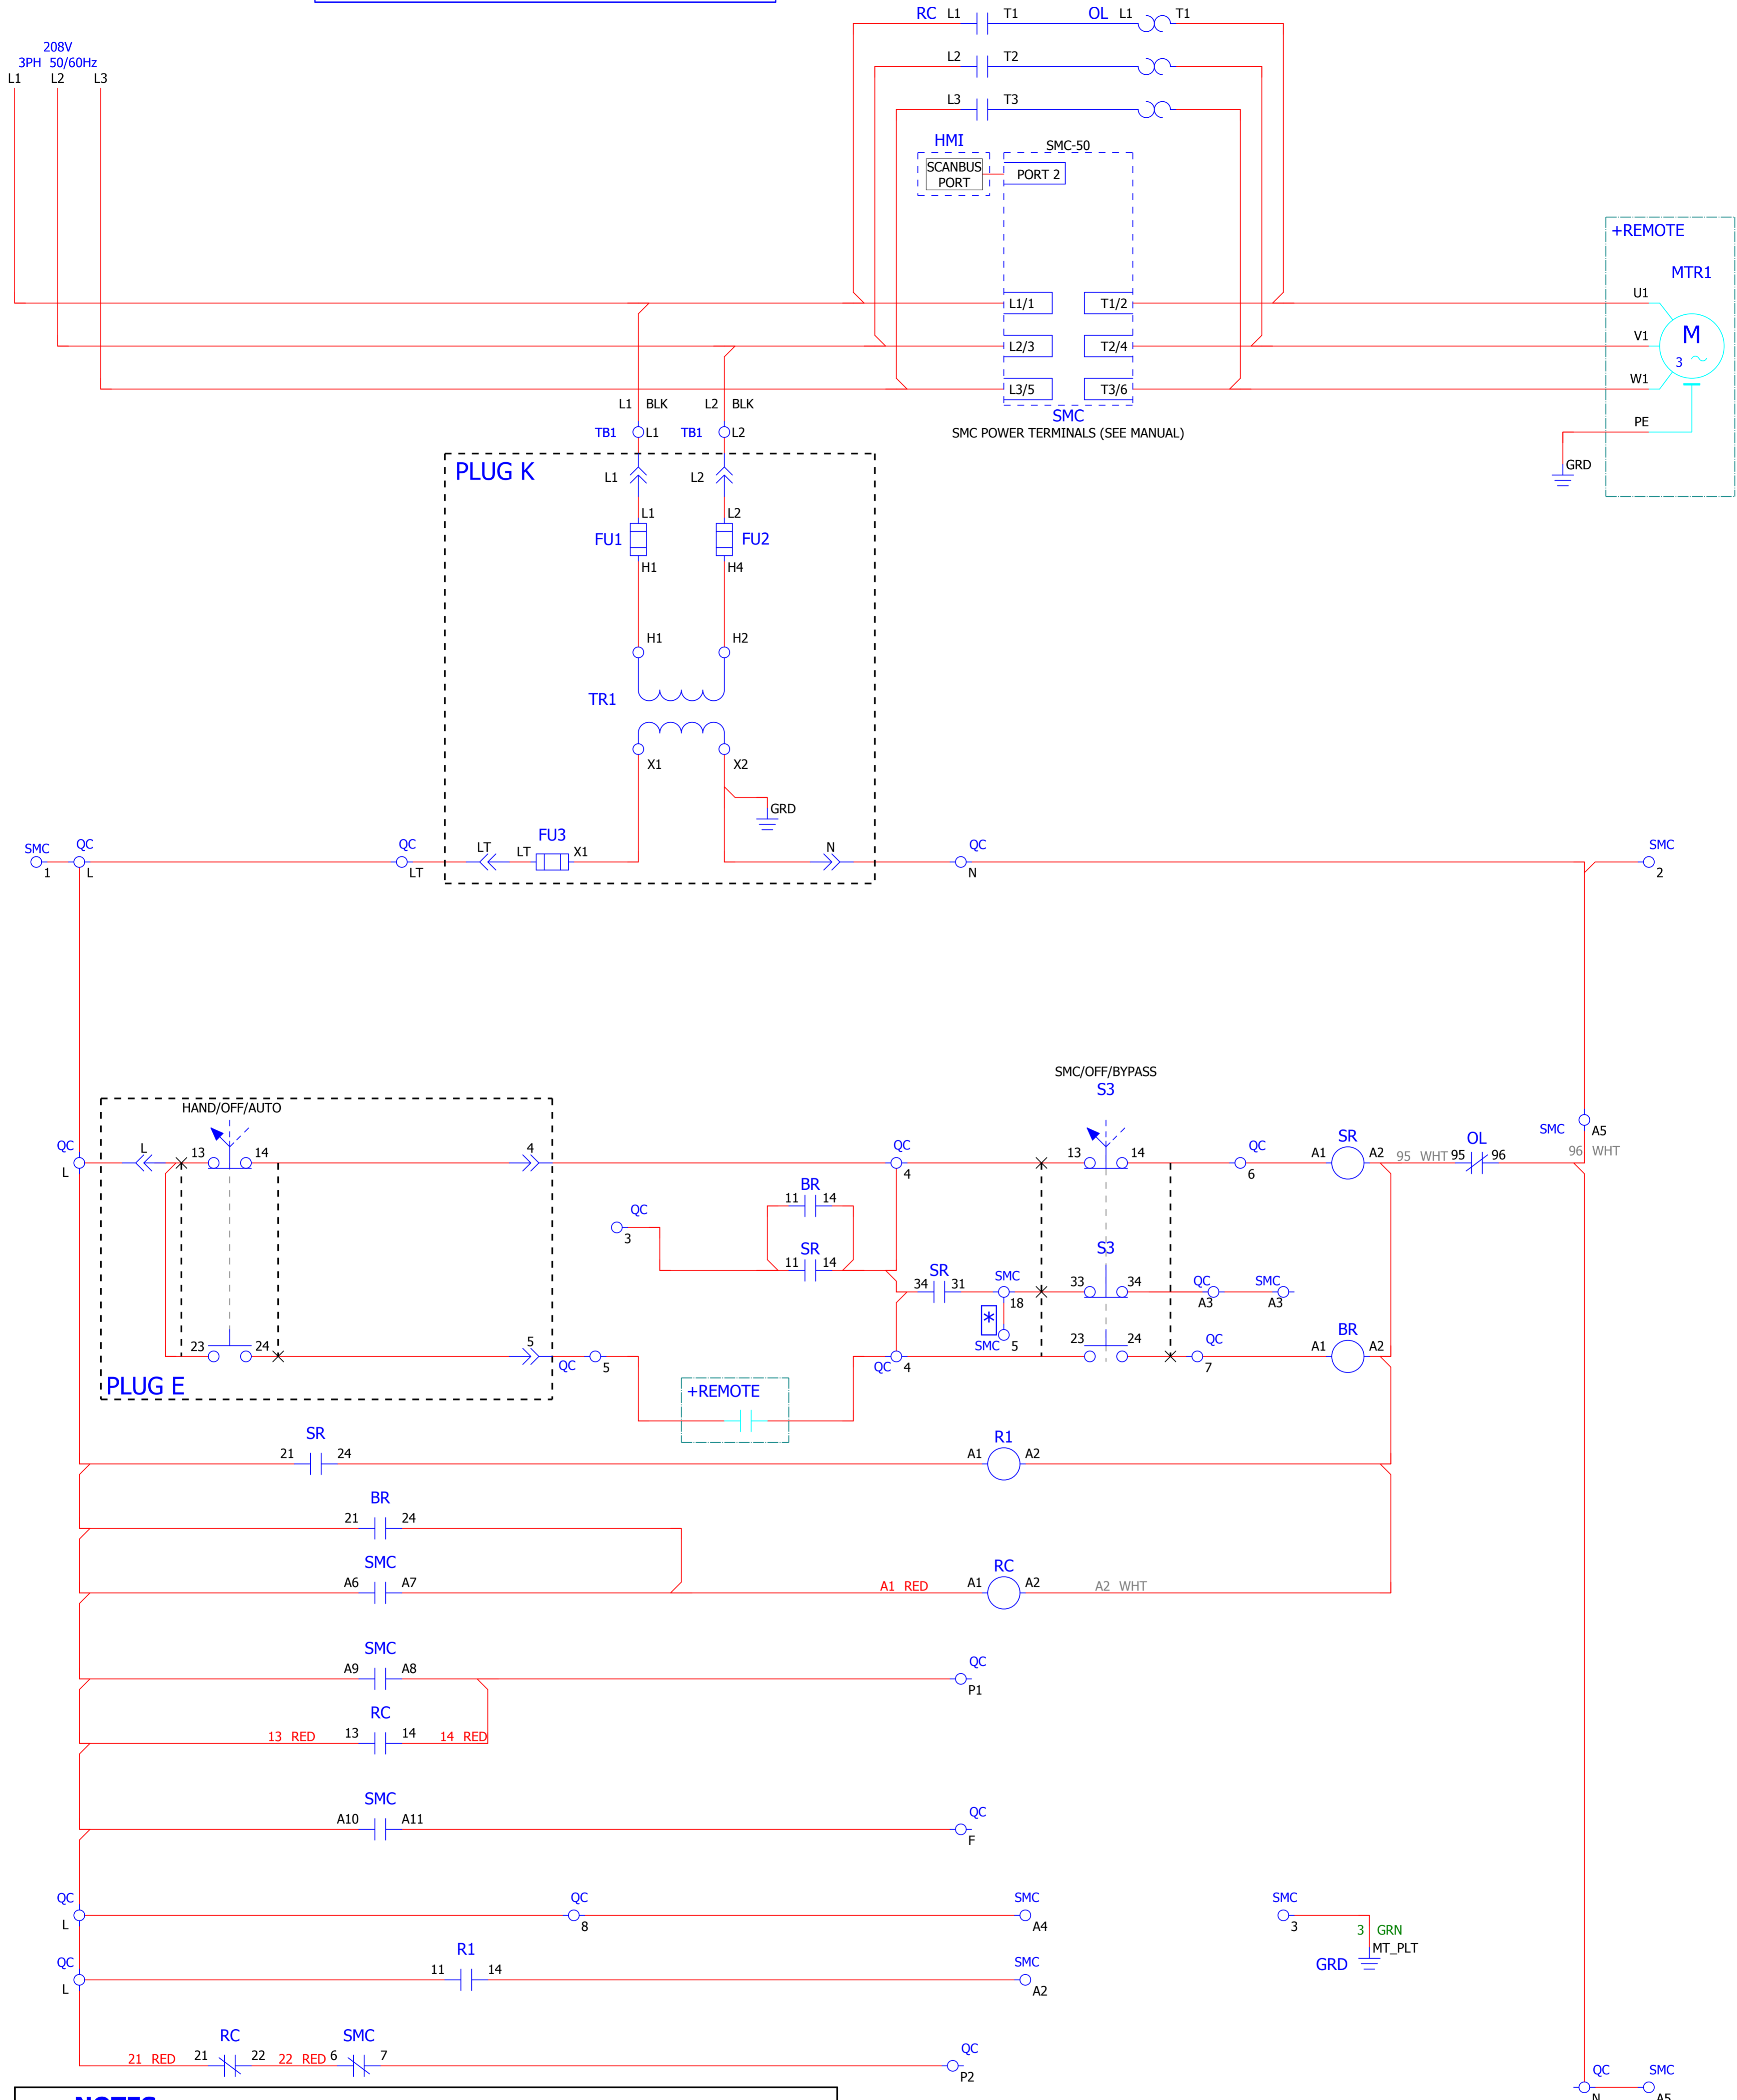 RC L1 T1 OL L1 T1
208V
3PH 50/60Hz
L1 L2 L3
L2 T2
L3 T3
HMI
SMC-50
SCANBUS
PORT
PORT 2
+REMOTE
MTR1
L1/1 T1/2 U1
L2/3 T2/4 V1
M
3
L3/5 T3/6 W1
L1 BLK L2 BLK
SMC
PE
TB1 L1 TB1 L2
SMC POWER TERMINALS (SEE MANUAL)
GRD
PLUG K
L1 L2
L1 L2
FU1 FU2
H1 H4
H1 H2
TR1
X1 X2
GRD
FU3
SMC QC QC LT LT X1 N QC SMC
1 L LT N 2
SMC/OFF/BYPASS
S3
HAND/OFF/AUTO
SMC A5
QC L 13 14 4 QC 13 14 QC SR OL
A1 A2 95 WHT 95 96 96 WHT
L 4 6
BR
11 14
QC
3
SR
11 14
S3
SR
34 31 SMC 33 34 QC SMC
18 A3 A3
*
SMC 5
23 24 5 23 24 QC BR
A1 A2
QC 5 QC 4 7
PLUG E
+REMOTE
SR R1
21 24 A1 A2
BR
21 24
SMC RC
A6 A7 A1 RED A1 A2 A2 WHT
SMC
A9 A8 QC
P1
RC
13 RED 13 14 14 RED
SMC
A10 A11 QC
F
QC QC SMC SMC
L 8 A4 3
3 GRN
MT_PLT
GRD
QC R1 SMC
11 14
L A2
RC SMC
21 RED 21 22 22 RED 6 7 QC
P2
QC SMC
N A5
NOTES